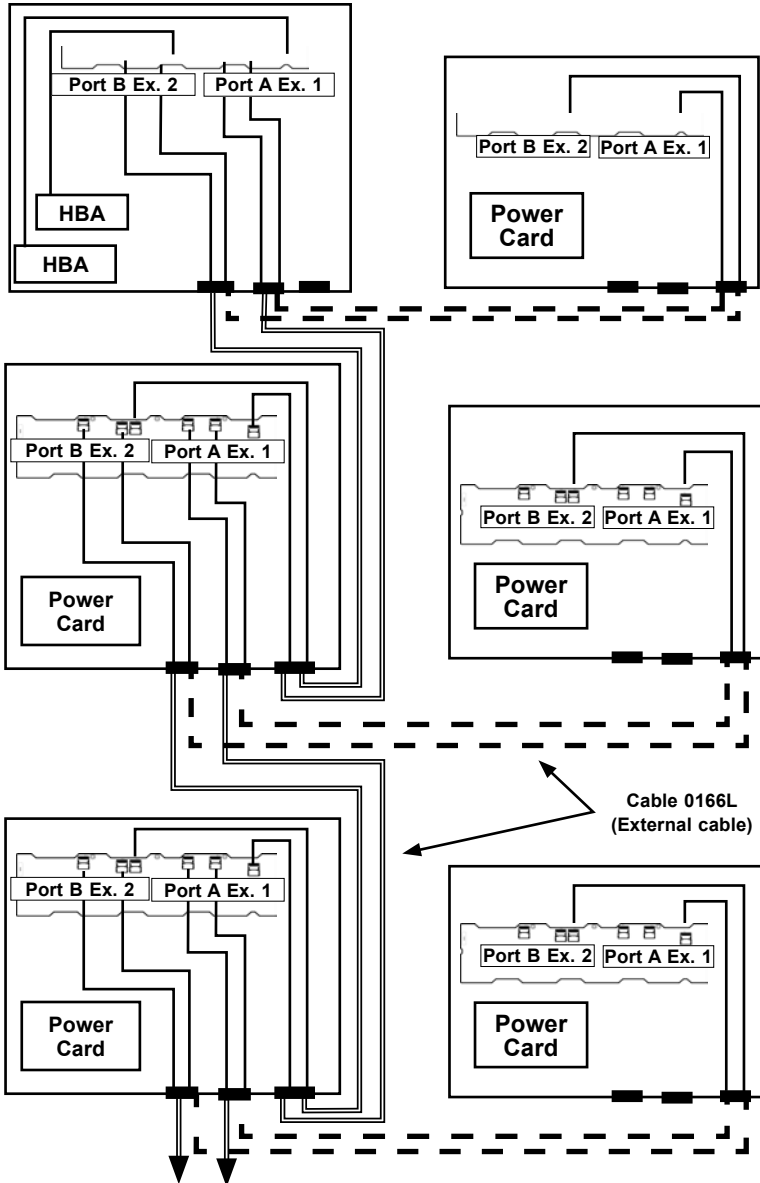 Port B Ex. 2
Port A Ex. 1
HBA
HBA
Port B Ex. 2
Port A Ex. 1
Power
Card
Port B Ex. 2
Port A Ex. 1
Power
Card
Port B Ex. 2
Port A Ex. 1
Power
Card
Cable 0166L
(External cable)
Port B Ex. 2
Port A Ex. 1
Power
Card
Port B Ex. 2
Port A Ex. 1
Power
Card